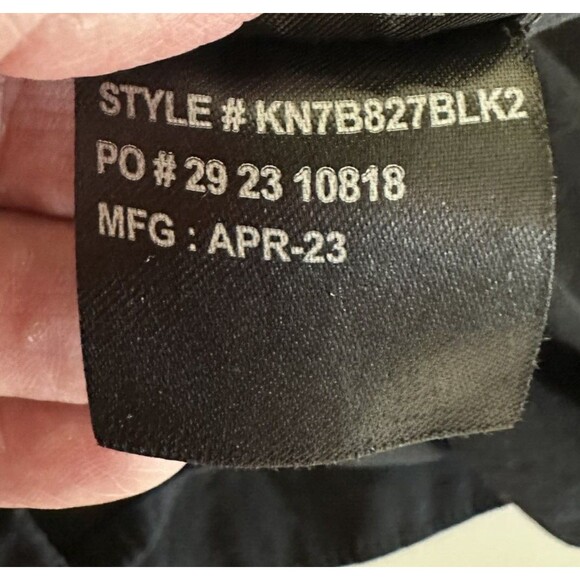 STYLE # KN7B827BLK2
PO # 29 23 10818
MFG : APR-23